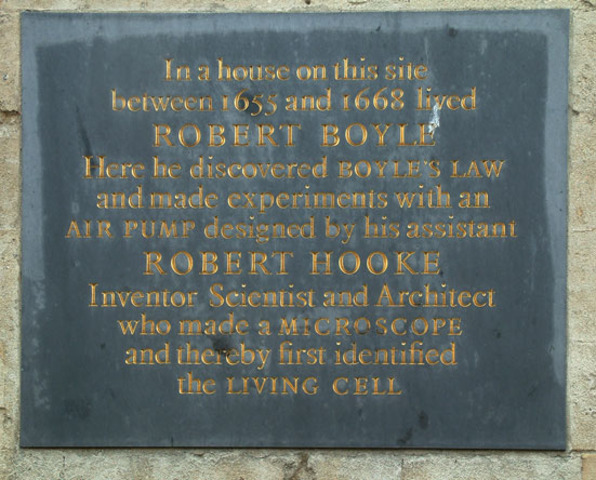 In a house on this site
between 1655 and 1668 lived
ROBERT BOYLE
Here he discovered BOYLE'S LAW
and made experiments with an
AIR PUMP designed by his assistant
ROBERT HOOKE
Inventor Scientist and Architect
who made a MICROSCOPE
and thereby first identified
the LIVING CELL